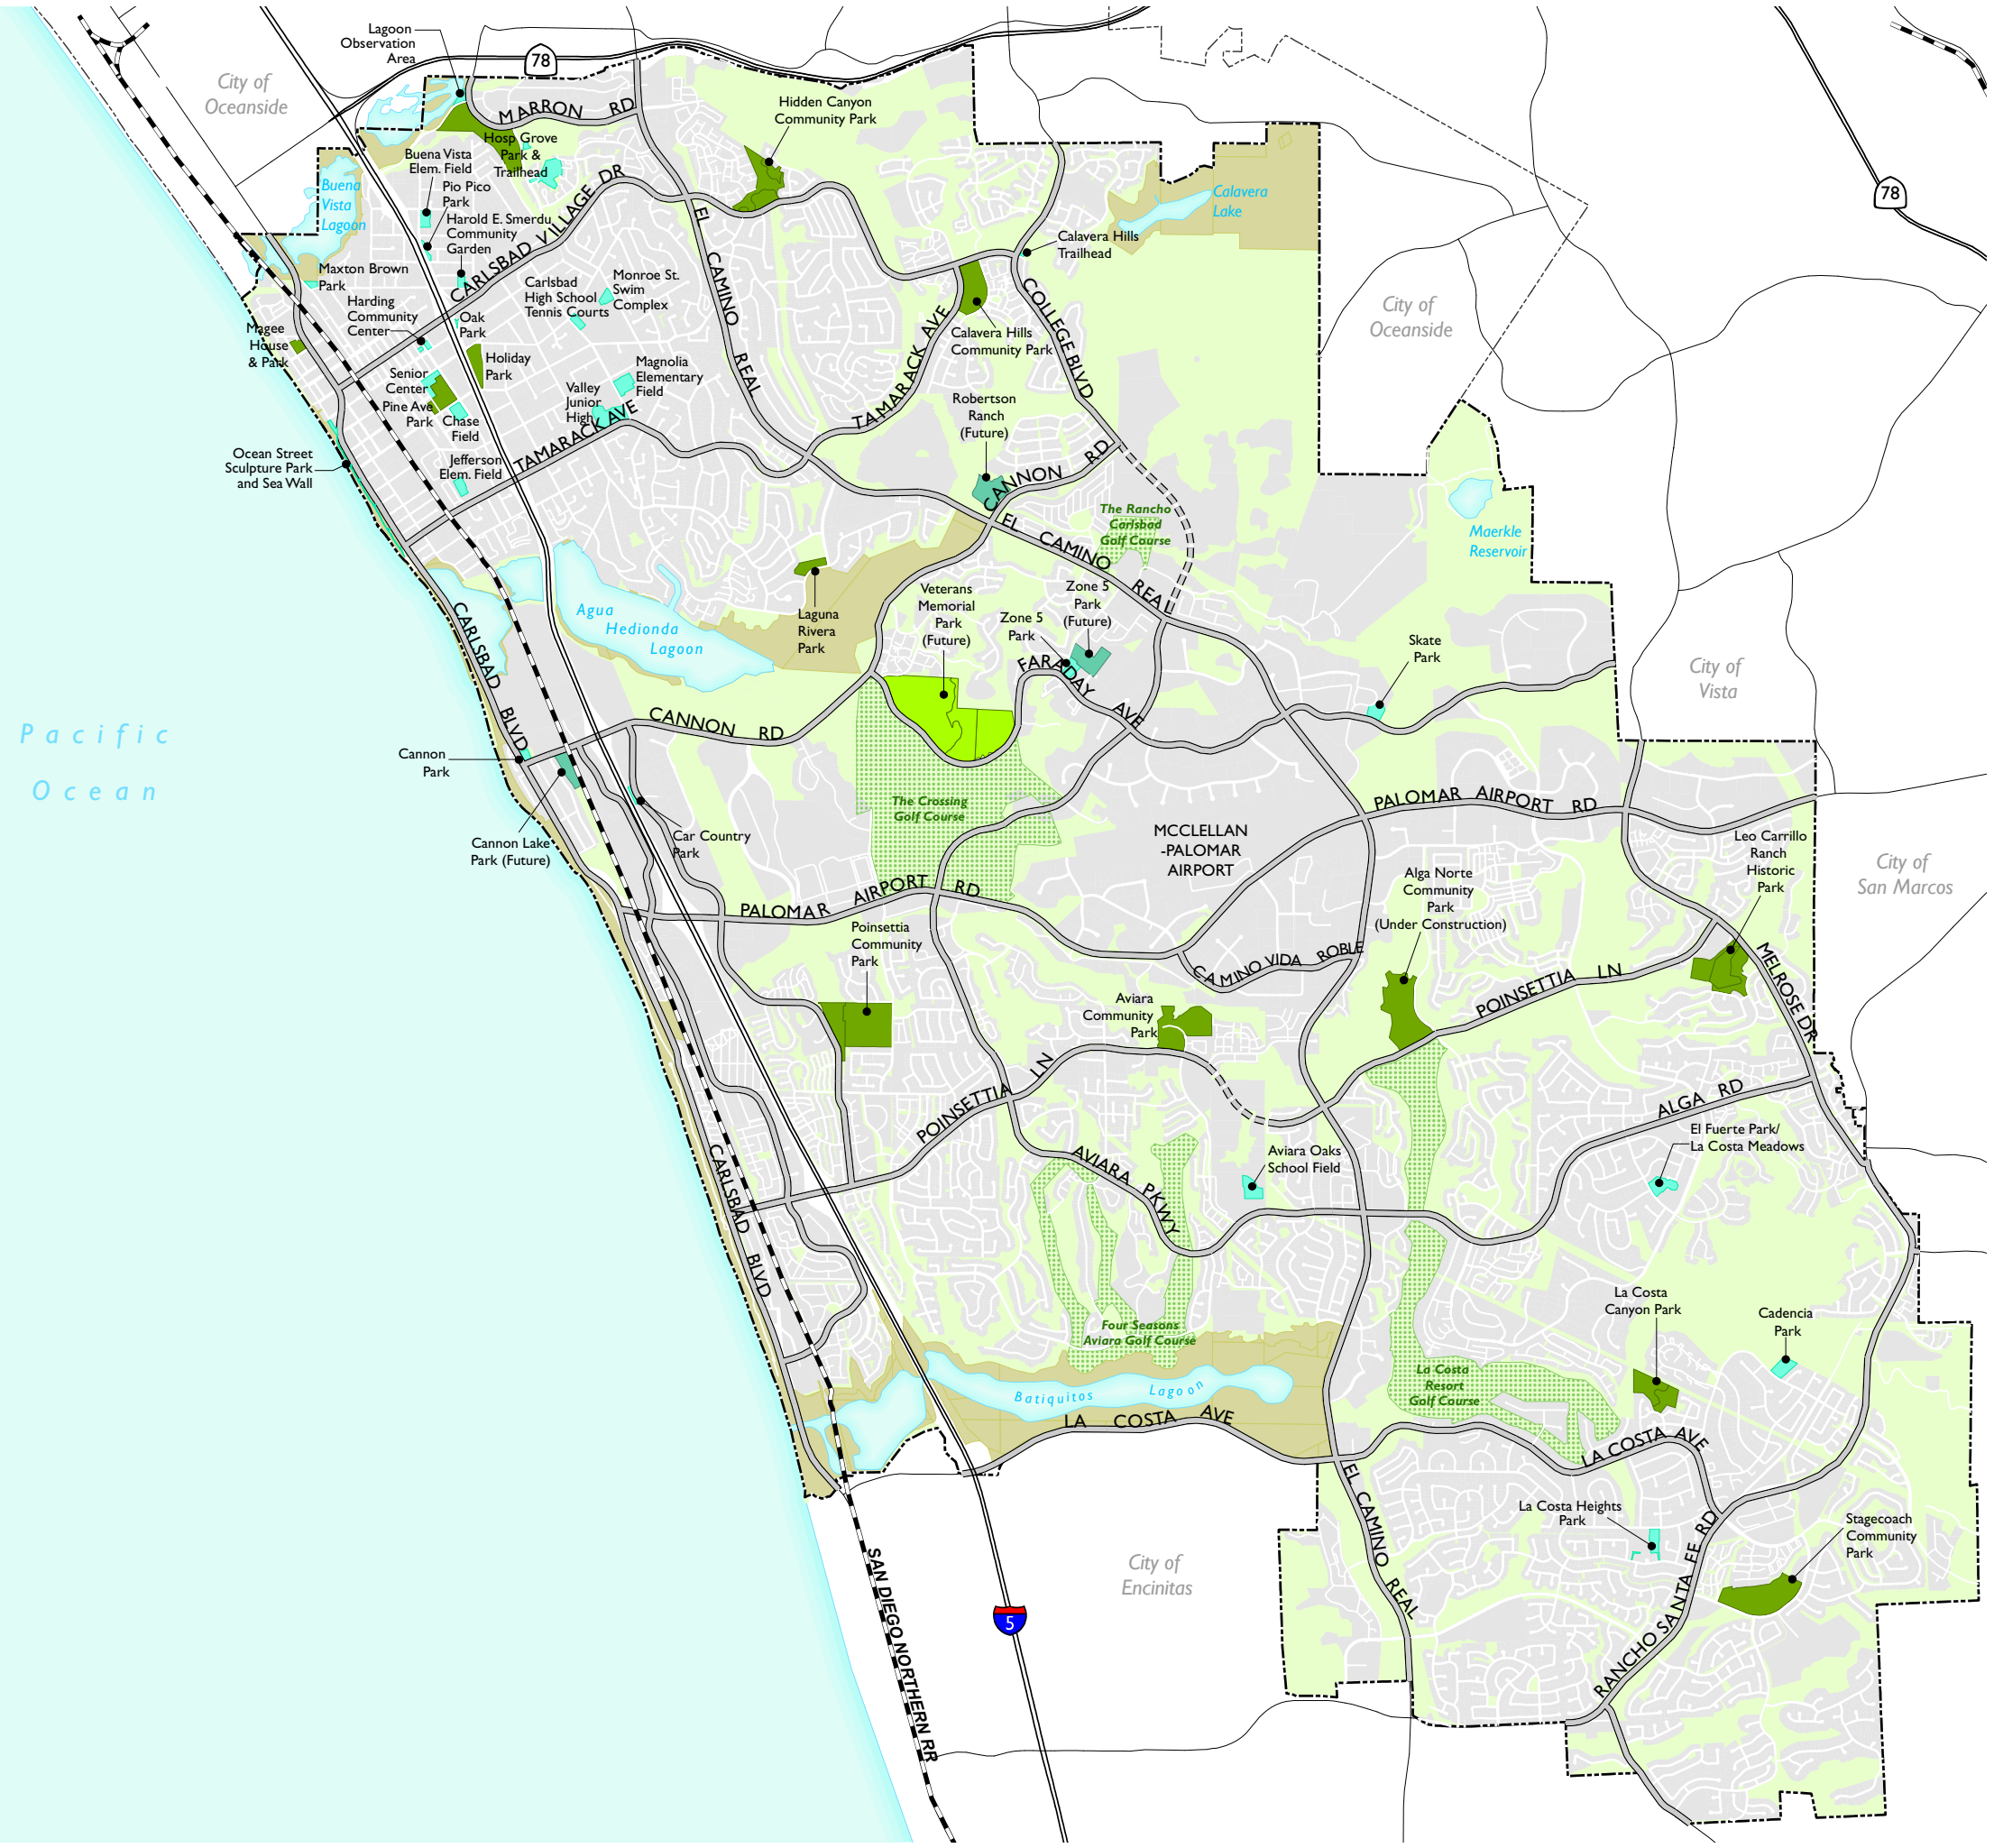 Lagoon
Observation
Area
78
City of
Oceanside
MARRON RD
Hidden Canyon
Community Park
Hosp Grove
Park &
Trailhead
Buena Vista
Elem. Field
Pio Pico
Park
Harold E. Smerdu
Community
Garden
Buena
Vista
Lagoon
CARLSBAD VILLAGE DR
Calavera
Lake
78
Calavera Hills
Trailhead
Maxton Brown
Park
Harding
Community
Center
Carlsbad
High School
Tennis Courts
Monroe St.
Swim
Complex
EL CAMINO REAL
COLLEGE BLVD
City of
Oceanside
Oak
Park
Magee
House
& Park
Calavera Hills
Community Park
TAMARACK AVE
Holiday
Park
Senior
Center
Pine Ave
Park
Chase
Field
Magnolia
Elementary
Field
Valley
Junior
High
TAMARACK AVE
Robertson
Ranch
(Future)
Ocean Street
Sculpture Park
and Sea Wall
Jefferson
Elem. Field
CANNON RD
The Rancho
Carlsbad
Golf Course
EL CAMINO REAL
Maerkle
Reservoir
Agua
Hedionda
Lagoon
Laguna
Rivera
Park
Veterans
Memorial
Park
(Future)
Zone 5
Park
Zone 5
Park
(Future)
FARADAY AVE
Skate
Park
City of
Vista
CARLSBAD BLVD
CANNON RD
Pacific
Ocean
Cannon
Park
Cannon Lake
Park (Future)
Car Country
Park
The Crossing
Golf Course
MCCLELLAN
-PALOMAR
AIRPORT
PALOMAR AIRPORT RD
Leo Carrillo
Ranch
Historic
Park
City of
San Marcos
PALOMAR AIRPORT RD
Alga Norte
Community
Park
(Under Construction)
Poinsettia
Community
Park
CAMINO VIDA ROBLE
MELROSE DR
POINSETTIA LN
Aviara
Community
Park
POINSETTIA LN
ALGA RD
El Fuerte Park/
La Costa Meadows
Aviara Oaks
School Field
AVIARA PKWY
CARLSBAD BLVD
La Costa
Canyon Park
Cadencia
Park
Four Seasons
Aviara Golf Course
La Costa
Resort
Golf Course
Batiquitos Lagoon
LA COSTA AVE
LA COSTA AVE
EL CAMINO REAL
La Costa Heights
Park
Stagecoach
Community
Park
RANCHO SANTA FE RD
City of
Encinitas
5
SAN DIEGO NORTHERN RR